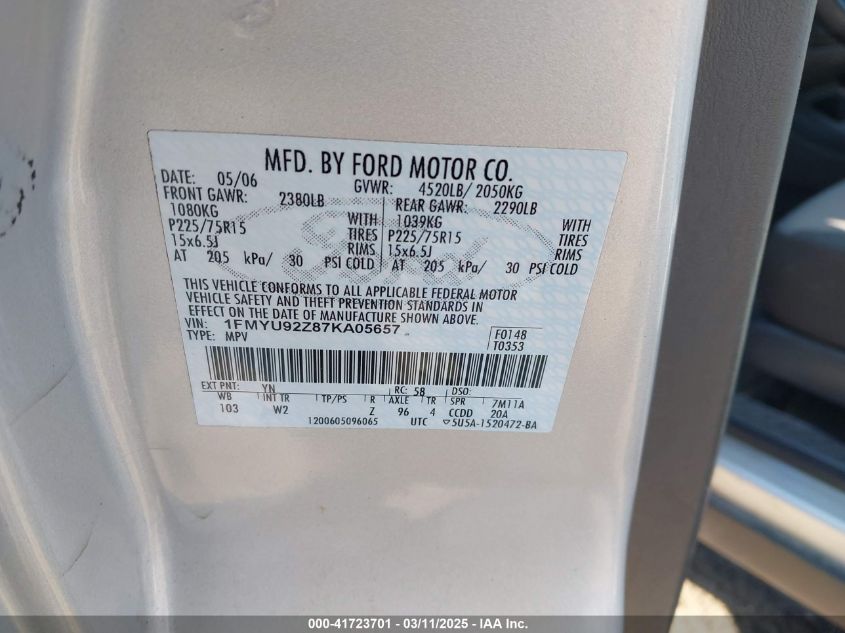 MFD. BY FORD MOTOR CO.
DATE: 05/06 GVWR: 4520LB/ 2050KG
FRONT GAWR: 2380LB REAR GAWR: 2290LB
1080KG WITH 1039KG WITH
P225/75R15 TIRES P225/75R15 TIRES
15x6.5J RIMS 15x6.5J RIMS
AT 205 kPa/ 30 PSI COLD AT 205 kPa/ 30 PSI COLD
THIS VEHICLE CONFORMS TO ALL APPLICABLE FEDERAL MOTOR
VEHICLE SAFETY AND THEFT PREVENTION STANDARDS IN
EFFECT ON THE DATE OF MANUFACTURE SHOWN ABOVE.
VIN: 1FMYU92Z87KA05657 F0148
TYPE: MPV T0353
EXT PNT: YN RC: 58 DSO:
WB INT TR TP/PS R AXLE TR SPR 7M11A
103 W2 Z 96 4 CCDD 20A
1200605096065 UTC ▽5U5A-1520472-BA
000-41723701 - 03/11/2025 - IAA Inc.